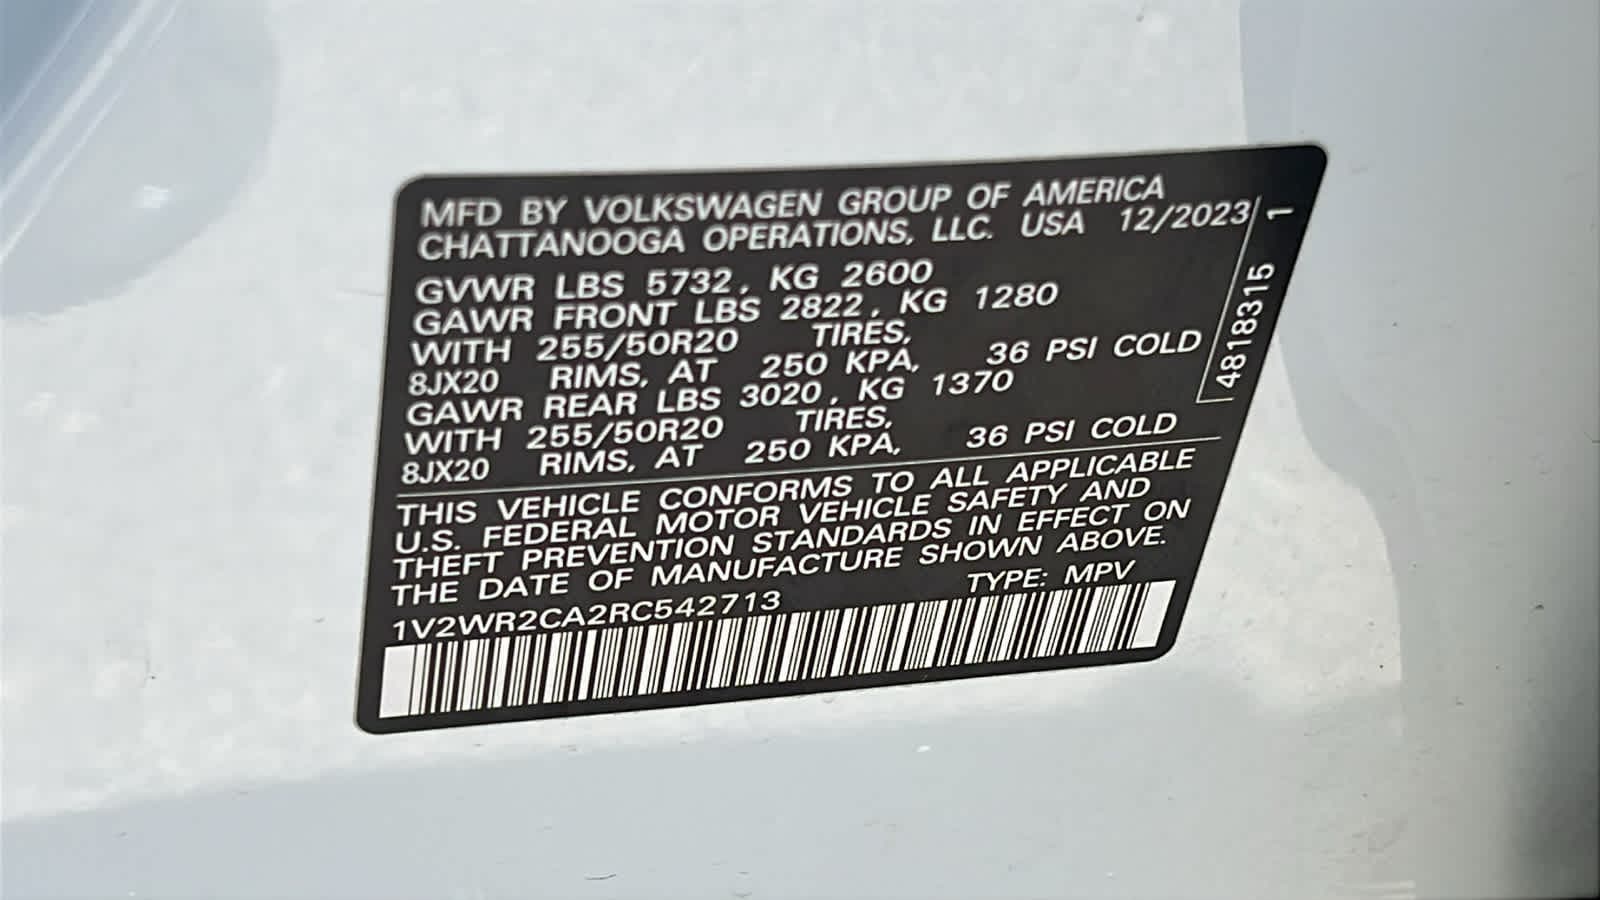 MFD BY VOLKSWAGEN GROUP OF AMERICA
CHATTANOOGA OPERATIONS, LLC. USA 12/2023
GVWR LBS 5732, KG 2600
GAWR FRONT LBS 2822, KG 1280
WITH 255/50R20 TIRES,
8JX20 RIMS, AT 250 KPA, 36 PSI COLD
GAWR REAR LBS 3020, KG 1370
WITH 255/50R20 TIRES,
8JX20 RIMS, AT 250 KPA, 36 PSI COLD
4818315 1
THIS VEHICLE CONFORMS TO ALL APPLICABLE
U.S. FEDERAL MOTOR VEHICLE SAFETY AND
THEFT PREVENTION STANDARDS IN EFFECT ON
THE DATE OF MANUFACTURE SHOWN ABOVE.
1V2WR2CA2RC542713 TYPE: MPV